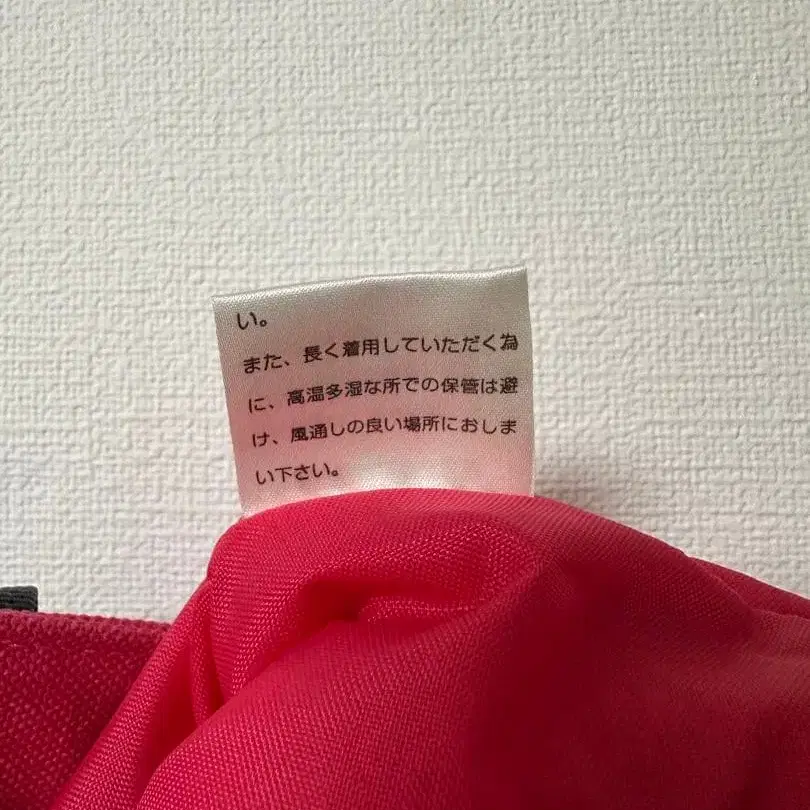 い。
また、長く着用していただく為
に、高温多湿な所での保管は避
け、風通しの良い場所におしま
い下さい。